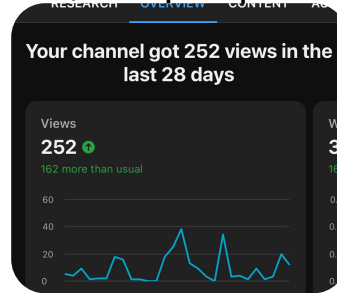 RESEARCH OVERVIEW CONTENT
Your channel got 252 views in the
last 28 days
Views
252
162 more than usual
60
40
20
0